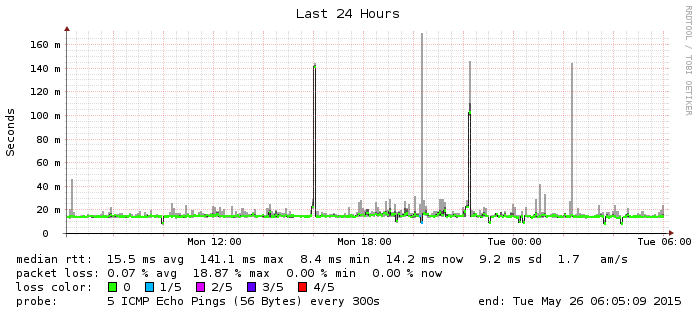 Last 24 Hours
RRDTOOL / TOBI OETIKER
Seconds
160 m
140 m
120 m
100 m
80 m
60 m
40 m
20 m
0
Mon 12:00 Mon 18:00 Tue 00:00 Tue 06:00
median rtt: 15.5 ms avg 141.1 ms max 8.4 ms min 14.2 ms now 9.2 ms sd 1.7 am/s
packet loss: 0.07 % avg 18.87 % max 0.00 % min 0.00 % now
loss color: 0 1/5 2/5 3/5 4/5
probe: 5 ICMP Echo Pings (56 Bytes) every 300s end: Tue May 26 06:05:09 2015